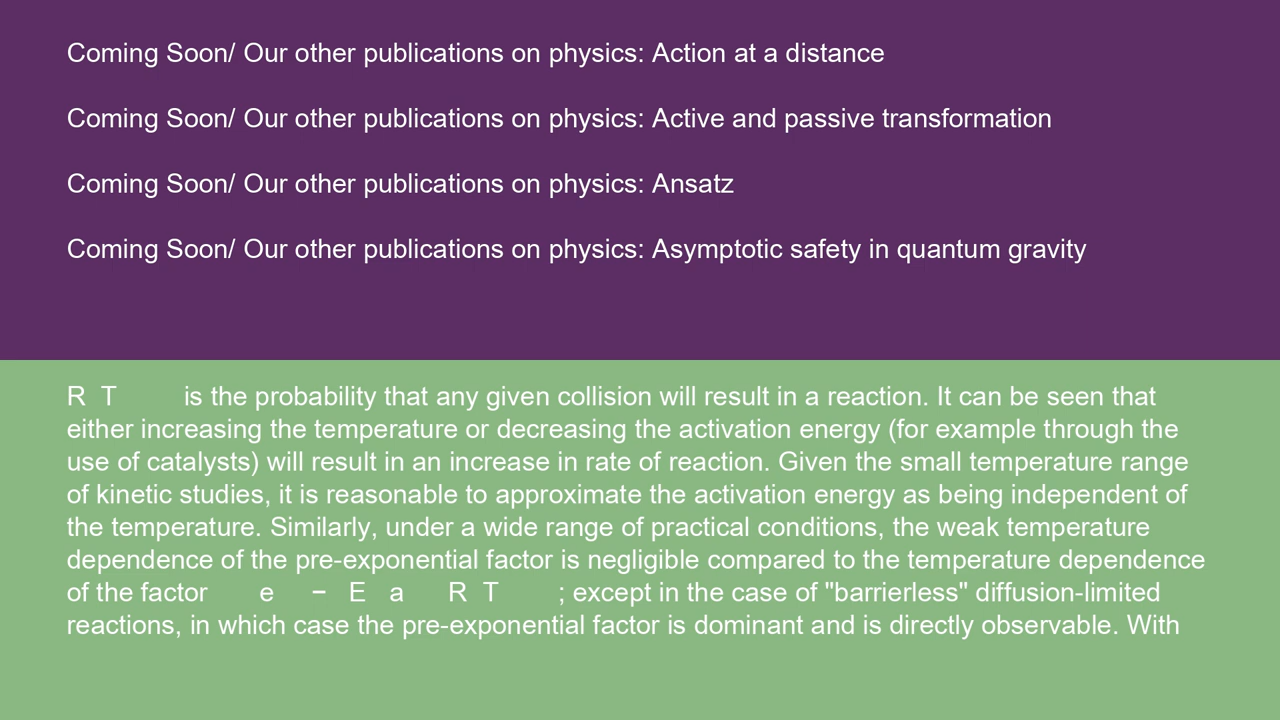 Coming Soon/ Our other publications on physics: Action at a distance
Coming Soon/ Our other publications on physics: Active and passive transformation
Coming Soon/ Our other publications on physics: Ansatz
Coming Soon/ Our other publications on physics: Asymptotic safety in quantum gravity
R T is the probability that any given collision will result in a reaction. It can be seen that
either increasing the temperature or decreasing the activation energy (for example through the
use of catalysts) will result in an increase in rate of reaction. Given the small temperature range
of kinetic studies, it is reasonable to approximate the activation energy as being independent of
the temperature. Similarly, under a wide range of practical conditions, the weak temperature
dependence of the pre-exponential factor is negligible compared to the temperature dependence
of the factor e − E a R T ; except in the case of "barrierless" diffusion-limited
reactions, in which case the pre-exponential factor is dominant and is directly observable. With